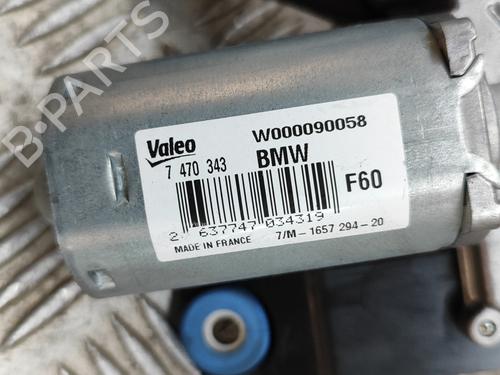 B-PARTS
Valeo
W000090058
7 470 343
BMW
F60
2 637747 034319
MADE IN FRANCE
7/M-1657 294-20